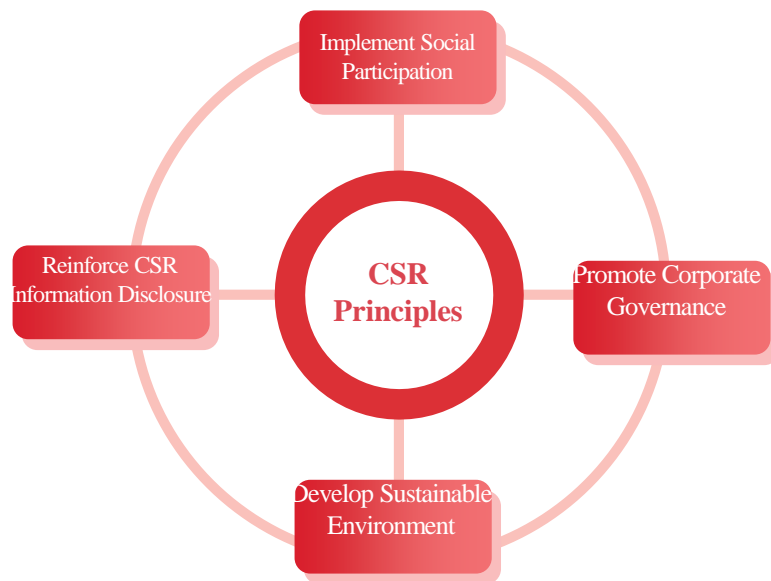 Implement Social
Participation
Reinforce CSR
Information Disclosure
CSR
Principles
Promote Corporate
Governance
Develop Sustainable
Environment